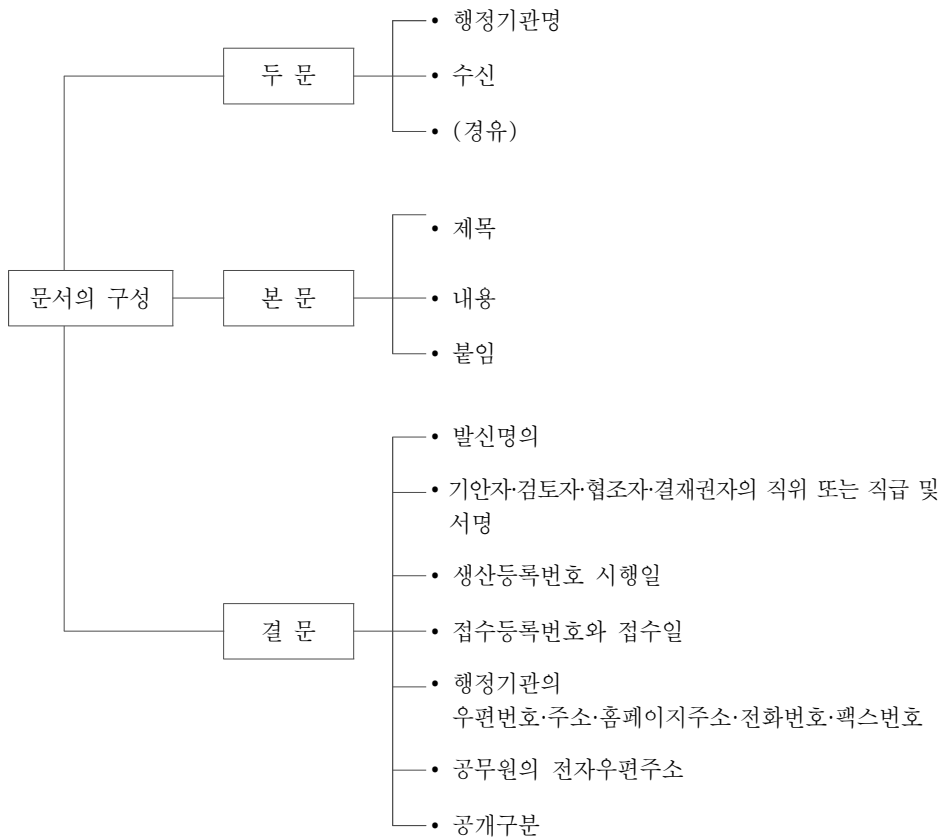 두 문
• 행정기관명
• 수신
• (경유)
문서의 구성
본 문
• 제목
• 내용
• 붙임
결 문
• 발신명의
• 기안자·검토자·협조자·결재권자의 직위 또는 직급 및
서명
• 생산등록번호 시행일
• 접수등록번호와 접수일
• 행정기관의
우편번호·주소·홈페이지주소·전화번호·팩스번호
• 공무원의 전자우편주소
• 공개구분